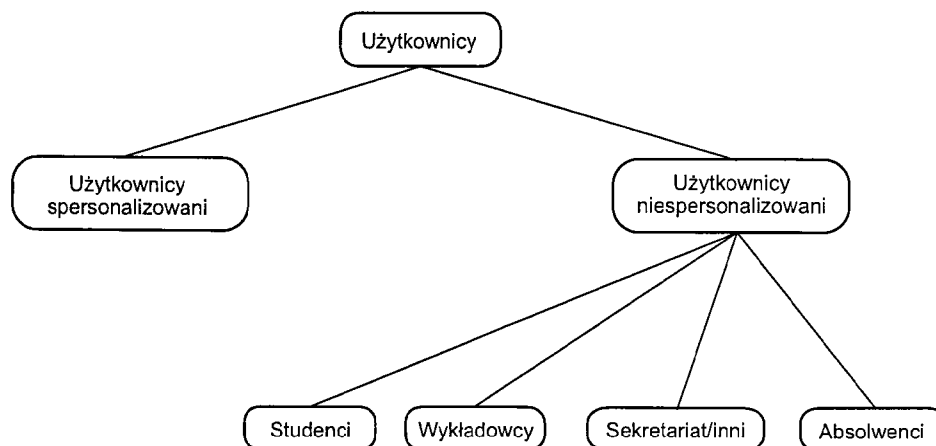 Użytkownicy
Użytkownicy
spersonalizowani
Użytkownicy
niespersonalizowani
Studenci
Wykładowcy
Sekretariat/inni
Absolwenci